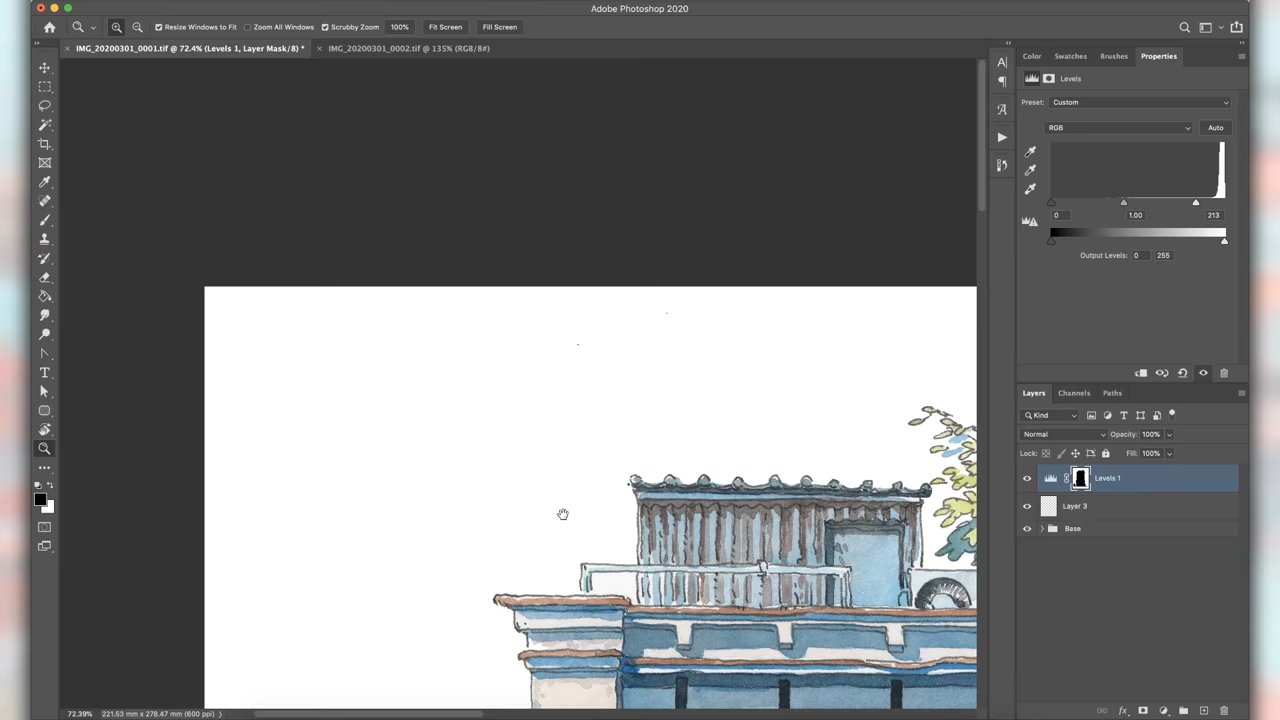 Adobe Photoshop 2020
Resize Windows to Fit Zoom All Windows Scrubby Zoom 100% Fit Screen Fill Screen
× IMG_20200301_0001.tif @ 72.4% (Levels 1, Layer Mask/8) * × IMG_20200301_0002.tif @ 135% (RGB/8#)
Color Swatches Brushes Properties
Levels
Preset: Custom
RGB Auto
0 1.00 213
Output Levels: 0 255
Layers Channels Paths
Kind
Normal Opacity: 100%
Lock: Fill: 100%
Levels 1
Layer 3
Base
72.39% 221.53 mm x 278.47 mm (600 ppi)